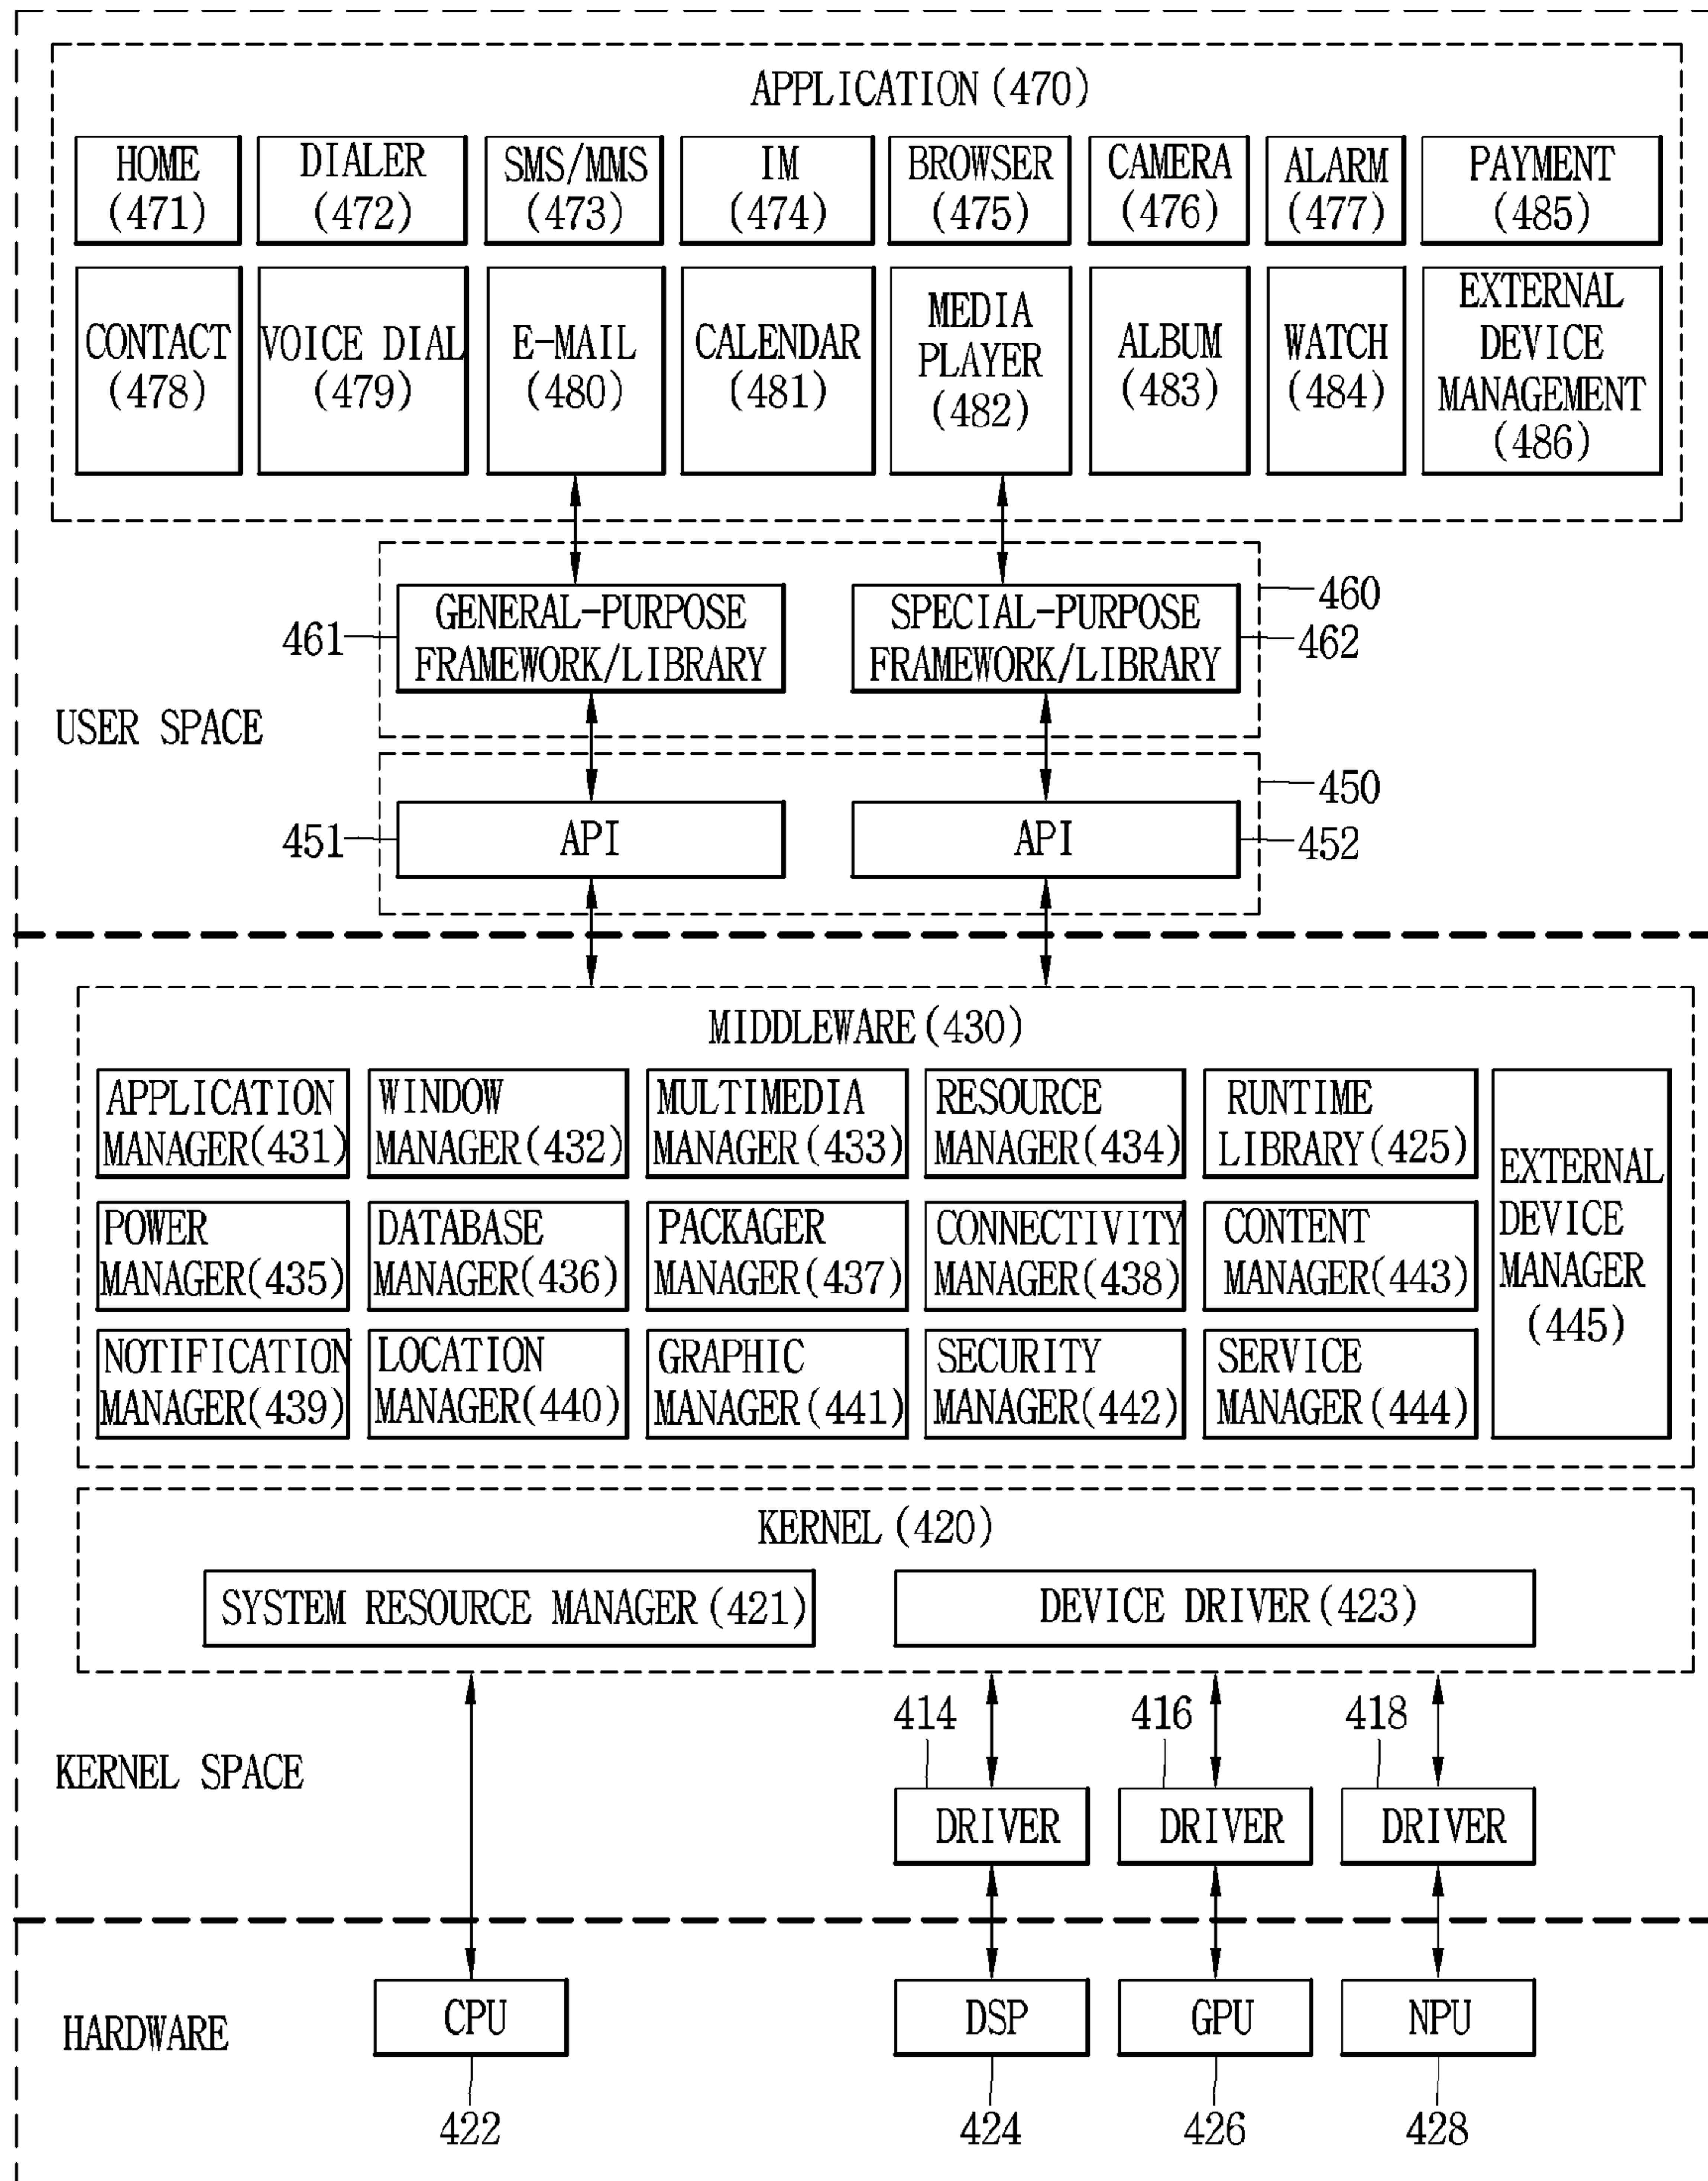 APPLICATION (470)
HOME
(471)
DIALER
(472)
SMS/MMS
(473)
IM
(474)
BROWSER
(475)
CAMERA
(476)
ALARM
(477)
PAYMENT
(485)
CONTACT
(478)
VOICE DIAL
(479)
E-MAIL
(480)
CALENDAR
(481)
MEDIA
PLAYER
(482)
ALBUM
(483)
WATCH
(484)
EXTERNAL
DEVICE
MANAGEMENT
(486)
461
GENERAL-PURPOSE
FRAMEWORK/LIBRARY
SPECIAL-PURPOSE
FRAMEWORK/LIBRARY
460
462
USER SPACE
450
451
API
API
452
MIDDLEWARE (430)
APPLICATION
MANAGER(431)
WINDOW
MANAGER(432)
MULTIMEDIA
MANAGER(433)
RESOURCE
MANAGER(434)
RUNTIME
LIBRARY(425)
POWER
MANAGER(435)
DATABASE
MANAGER(436)
PACKAGER
MANAGER(437)
CONNECTIVITY
MANAGER(438)
CONTENT
MANAGER(443)
NOTIFICATION
MANAGER(439)
LOCATION
MANAGER(440)
GRAPHIC
MANAGER(441)
SECURITY
MANAGER(442)
SERVICE
MANAGER(444)
EXTERNAL
DEVICE
MANAGER
(445)
KERNEL (420)
SYSTEM RESOURCE MANAGER (421)
DEVICE DRIVER (423)
414
416
418
KERNEL SPACE
DRIVER
DRIVER
DRIVER
HARDWARE
CPU
DSP
GPU
NPU
422
424
426
428